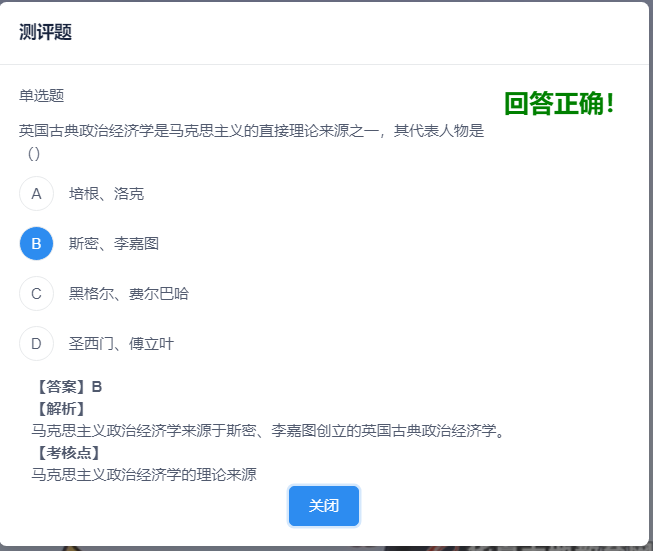 测评题
单选题
回答正确！
英国古典政治经济学是马克思主义的直接理论来源之一，其代表人物是
（）
A 培根、洛克
B 斯密、李嘉图
C 黑格尔、费尔巴哈
D 圣西门、傅立叶
【答案】B
【解析】
马克思主义政治经济学来源于斯密、李嘉图创立的英国古典政治经济学。
【考核点】
马克思主义政治经济学的理论来源
关闭